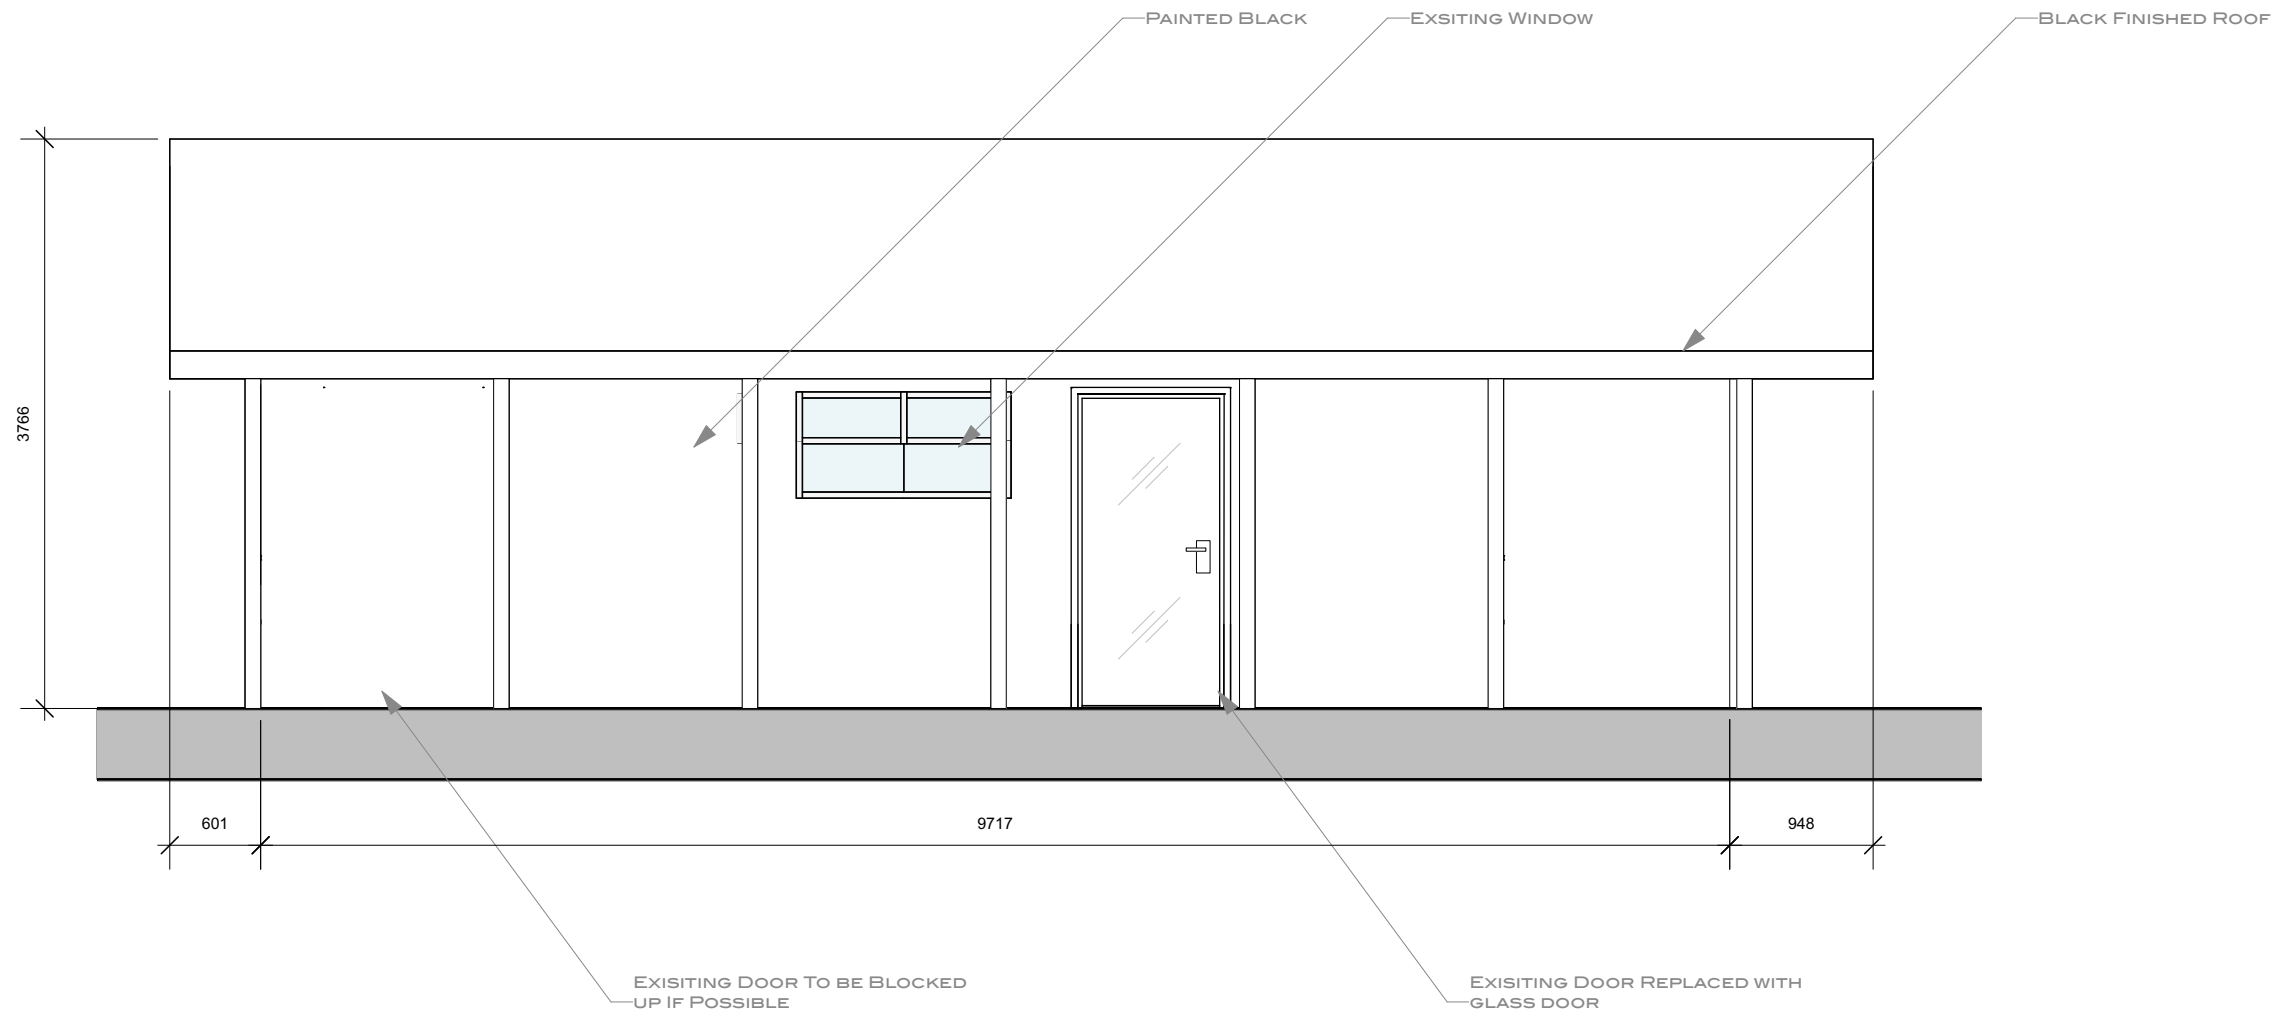 Painted Black
Exsiting Window
Black Finished Roof
3766
601
9717
948
Exisiting Door To be Blocked
up If Possible
Exisiting Door Replaced with
glass door